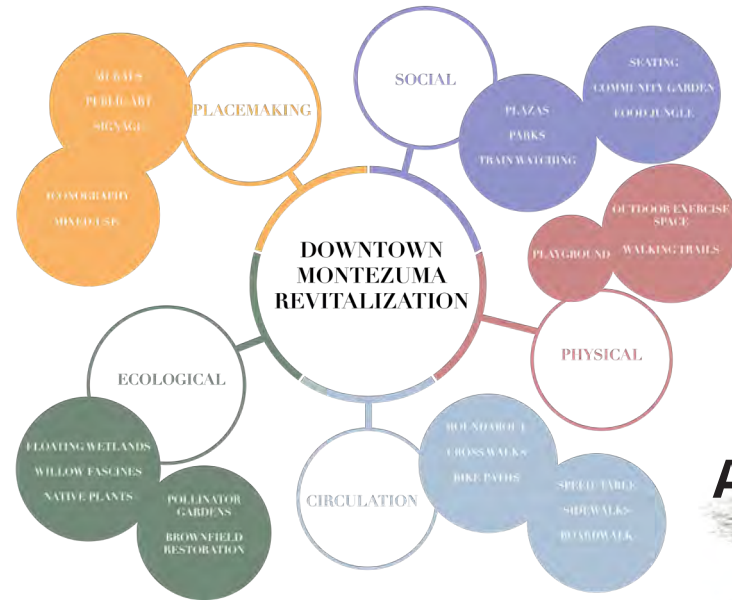 MURALS
PUBLIC ART
SIGNAGE
PLACEMAKING
ICONOGRAPHY
MIXED USE
SOCIAL
PLAZAS
PARKS
TRAIN WATCHING
SEATING
COMMUNITY GARDEN
FOOD JUNGLE
OUTDOOR EXERCISE
SPACE
WALKING TRAILS
PLAYGROUND
PHYSICAL
DOWNTOWN
MONTEZUMA
REVITALIZATION
ECOLOGICAL
FLOATING WETLANDS
WILLOW FASCINES
NATIVE PLANTS
POLLINATOR
GARDENS
BROWNFIELD
RESTORATION
CIRCULATION
ROUNDABOUT
CROSSWALKS
BIKE PATHS
SPEED TABLE
SIDEWALKS
BOARDWALK
A